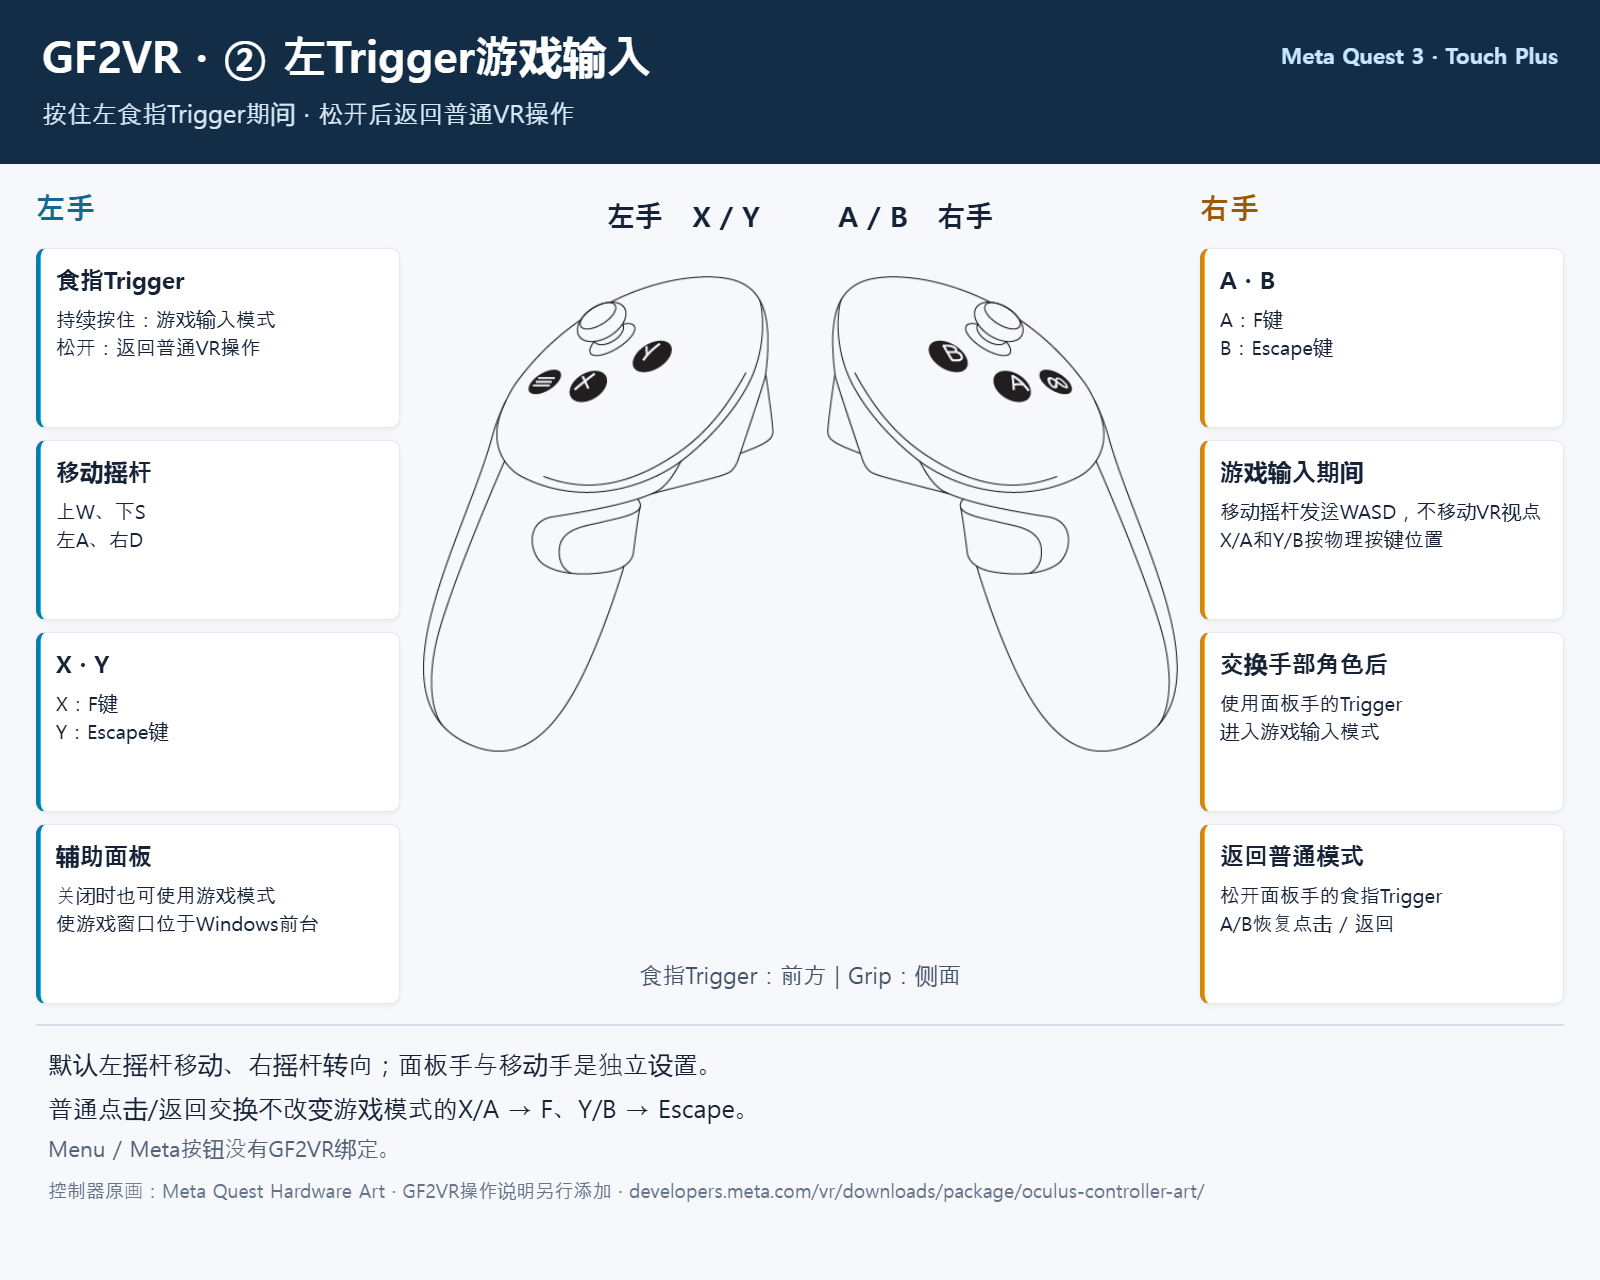 GF2VR · ② 左Trigger游戏输入
Meta Quest 3 · Touch Plus
按住左食指Trigger期间 · 松开后返回普通VR操作
左手
食指Trigger
持续按住：游戏输入模式
松开：返回普通VR操作
移动摇杆
上W、下S
左A、右D
X · Y
X：F键
Y：Escape键
辅助面板
关闭时也可使用游戏模式
使游戏窗口位于Windows前台
左手 X / Y
A / B 右手
Y
X
B
A
食指Trigger：前方 | Grip：侧面
右手
A · B
A：F键
B：Escape键
游戏输入期间
移动摇杆发送WASD，不移动VR视点
X/A和Y/B按物理按键位置
交换手部角色后
使用面板手的Trigger
进入游戏输入模式
返回普通模式
松开面板手的食指Trigger
A/B恢复点击 / 返回
默认左摇杆移动、右摇杆转向；面板手与移动手是独立设置。
普通点击/返回交换不改变游戏模式的X/A → F、Y/B → Escape。
Menu / Meta按钮没有GF2VR绑定。
控制器原画：Meta Quest Hardware Art · GF2VR操作说明另行添加 · developers.meta.com/vr/downloads/package/oculus-controller-art/